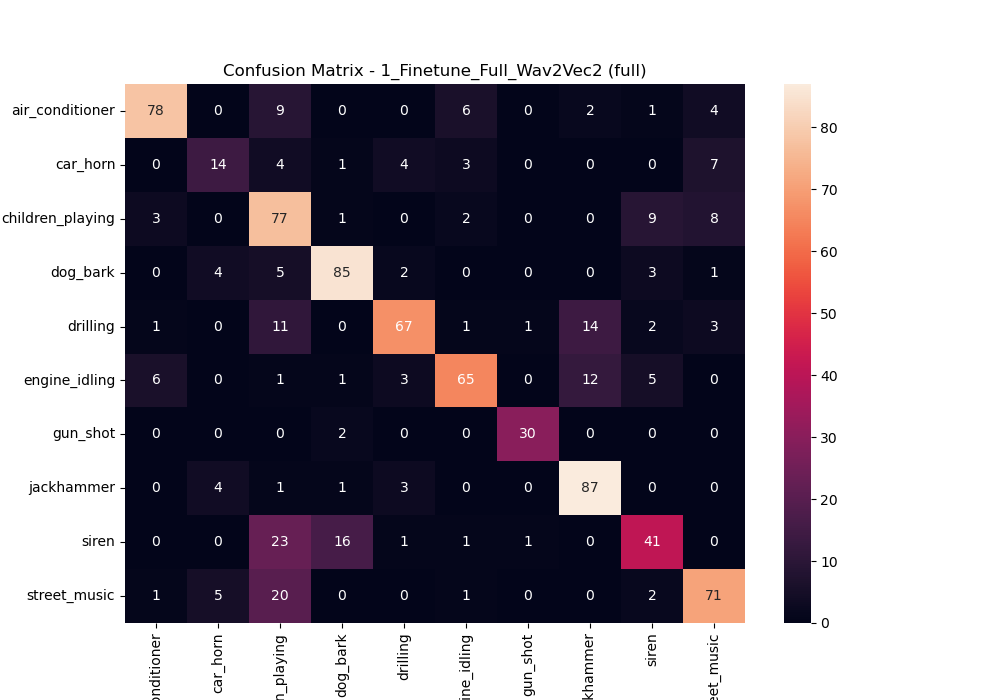 Confusion Matrix - 1_Finetune_Full_Wav2Vec2 (full)
air_conditioner 78 0 9 0 0 6 0 2 1 4
car_horn 0 14 4 1 4 3 0 0 0 7
children_playing 3 0 77 1 0 2 0 0 9 8
dog_bark 0 4 5 85 2 0 0 0 3 1
drilling 1 0 11 0 67 1 1 14 2 3
engine_idling 6 0 1 1 3 65 0 12 5 0
gun_shot 0 0 0 2 0 0 30 0 0 0
jackhammer 0 4 1 1 3 0 0 87 0 0
siren 0 0 23 16 1 1 1 0 41 0
street_music 1 5 20 0 0 1 0 0 2 71
80
70
60
50
40
30
20
10
0
onditioner
car_horn
n_playing
dog_bark
drilling
ine_idling
gun_shot
khammer
siren
eet_music